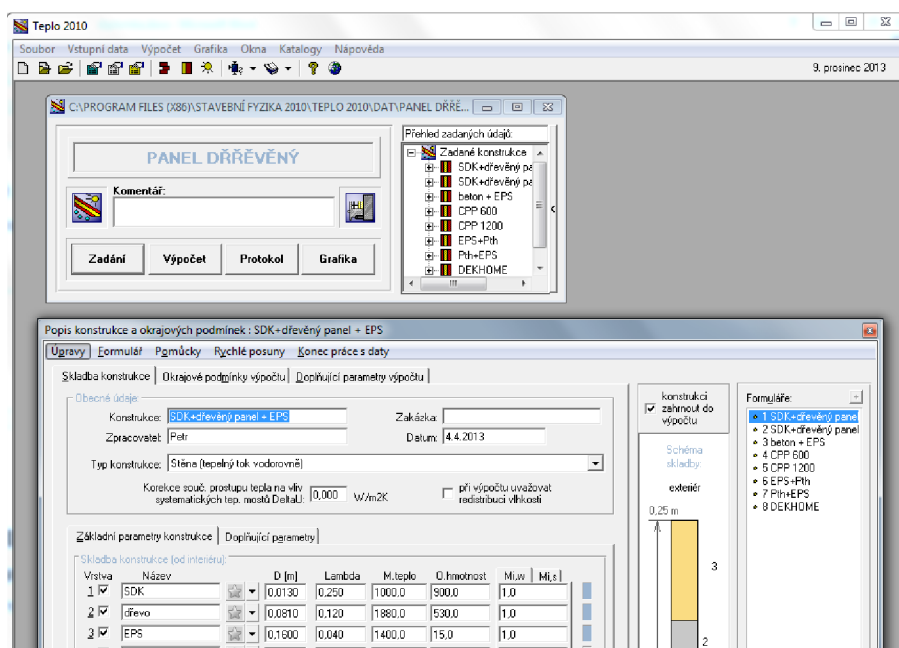 Teplo 2010
Soubor Vstupní data Výpočet Grafika Okna Katalogy Nápověda
9. prosinec 2013
C:\PROGRAM FILES (X86)\STAVEBNÍ FYZIKA 2010\TEPLO 2010\DAT\PANEL DŘŘĚ...
PANEL DŘŘĚVĚNÝ
Komentář:
Zadání Výpočet Protokol Grafika
Přehled zadaných údajů:
Zadané konstrukce
SDK+dřevěný pa
SDK+dřevěný pa
beton + EPS
CPP 600
CPP 1200
EPS+Pth
Pth+EPS
DEKHOME
Popis konstrukce a okrajových podmínek : SDK+dřevěný panel + EPS
Úpravy Formulář Pomůcky Rychlé posuny Konec práce s daty
Skladba konstrukce Okrajové podmínky výpočtu Doplňující parametry výpočtu
Obecné údaje
Konstrukce: SDK+dřevěný panel + EPS Zakázka:
Zpracovatel: Petr Datum: 4.4.2013
Typ konstrukce: Stěna (tepelný tok vodorovně)
Korekce souč. prostupu tepla na vliv
systematických tep. mostů DeltaU: 0,000 W/m2K
při výpočtu uvažovat
redistribuci vlhkosti
Základní parametry konstrukce Doplňující parametry
Skladba konstrukce (od interiéru):
Vrstva Název D [m] Lambda M.teplo O.hmotnost Mi,w Mi,s
1 SDK 0,0130 0,250 1000.0 900.0 1,0
2 dřevo 0,0810 0,120 1880.0 530.0 1,0
3 EPS 0,1600 0,040 1400.0 15,0 1,0
konstrukci
zahrnout do
výpočtu
Schéma
skladby:
exteriér
0,25 m
3
2
Formuláře:
1 SDK+dřevěný panel
2 SDK+dřevěný panel
3 beton + EPS
4 CPP 600
5 CPP 1200
6 EPS+Pth
7 Pth+EPS
8 DEKHOME